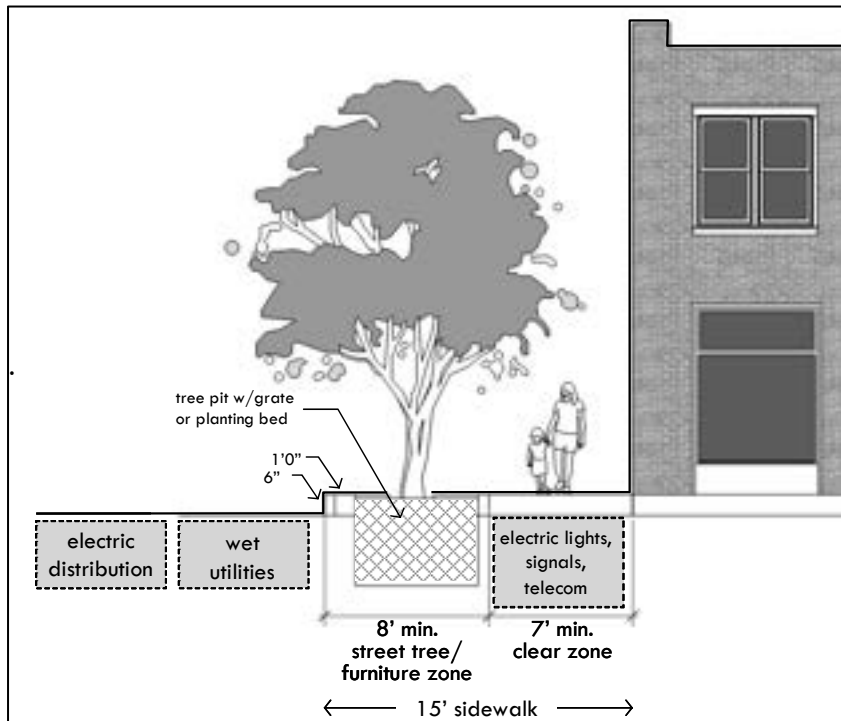 tree pit w/grate
or planting bed
1'0”
6”
electric
distribution
wet
utilities
electric lights,
signals,
telecom
8' min.
street tree/
furniture zone
7' min.
clear zone
15' sidewalk